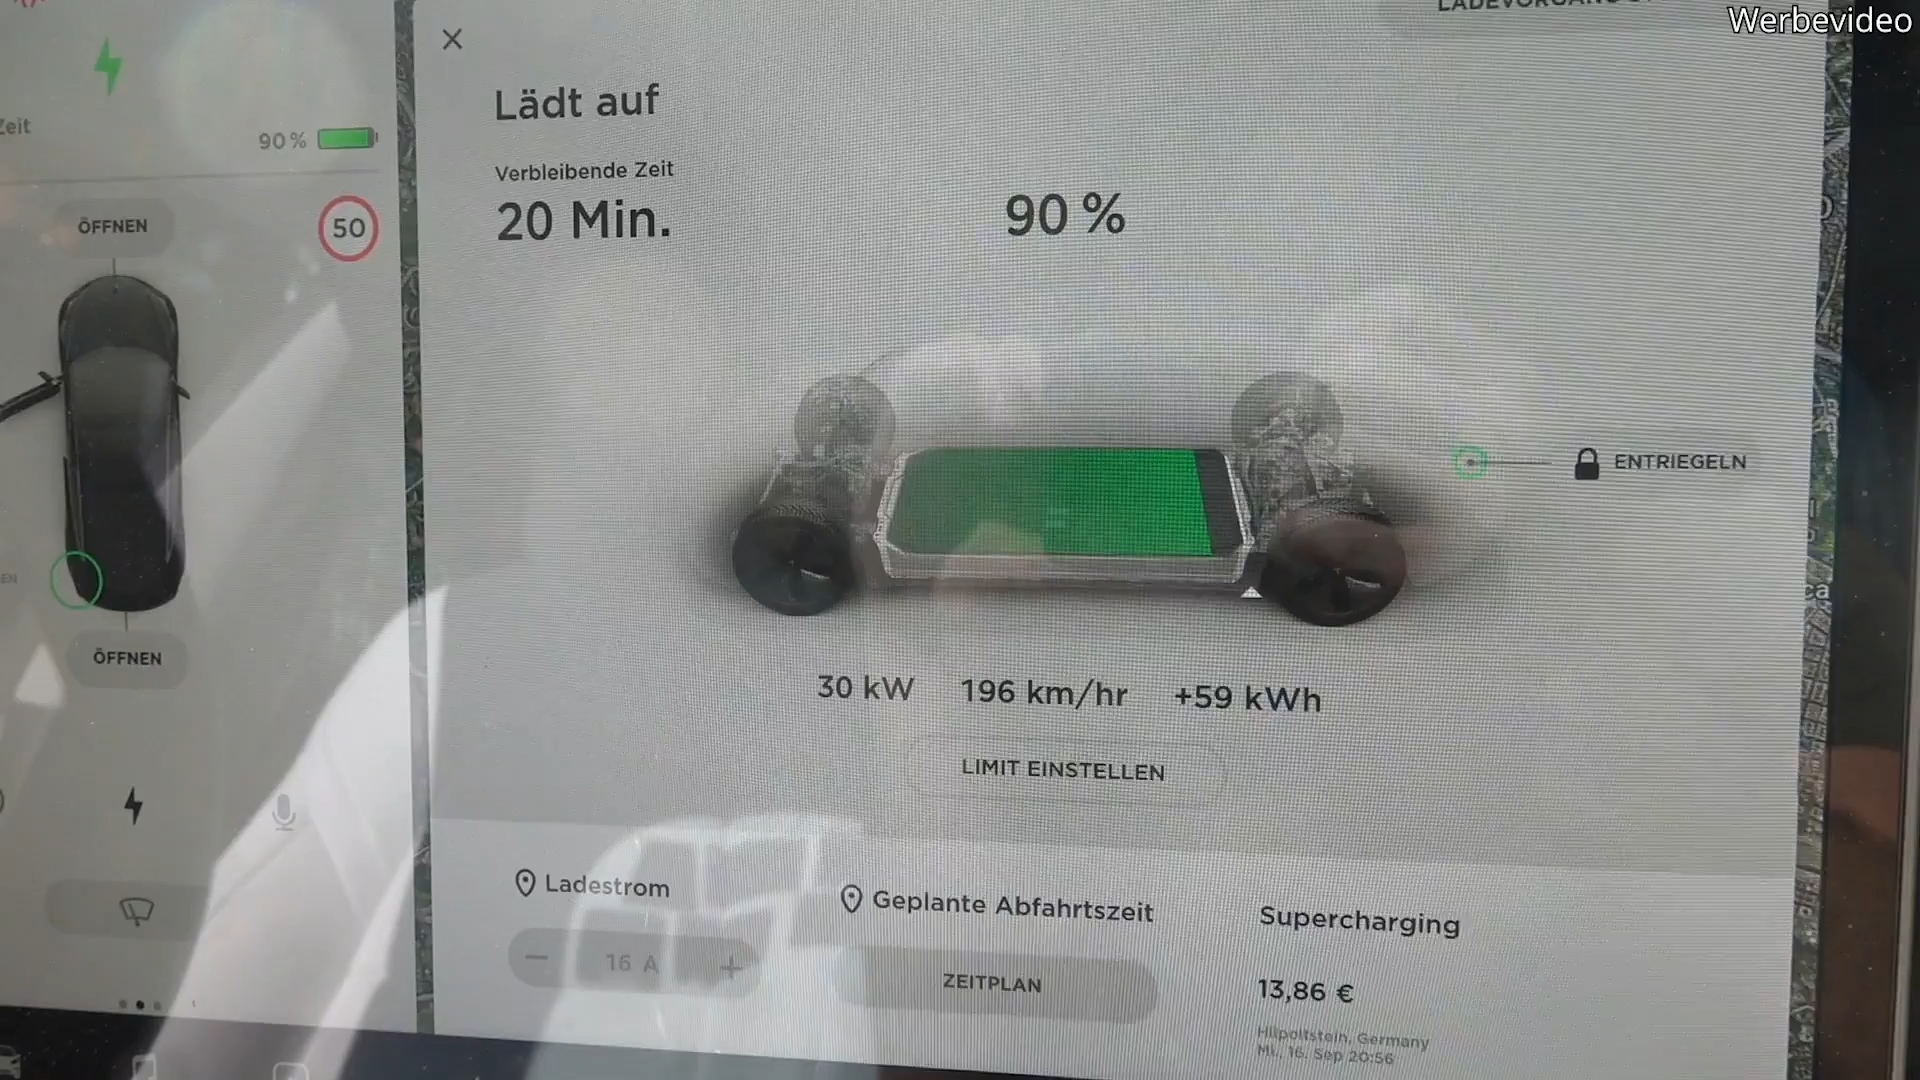 Werbevideo
Lädt auf
Zeit
90 %
Verbleibende Zeit
20 Min.
90 %
ÖFFNEN
50
ENTRIEGELN
ÖFFNEN
30 kW 196 km/hr +59 kWh
LIMIT EINSTELLEN
Ladestrom
Geplante Abfahrtszeit
Supercharging
16 A
ZEITPLAN
13,86 €
Hilpoltstein, Germany
Mi., 16. Sep 20:56